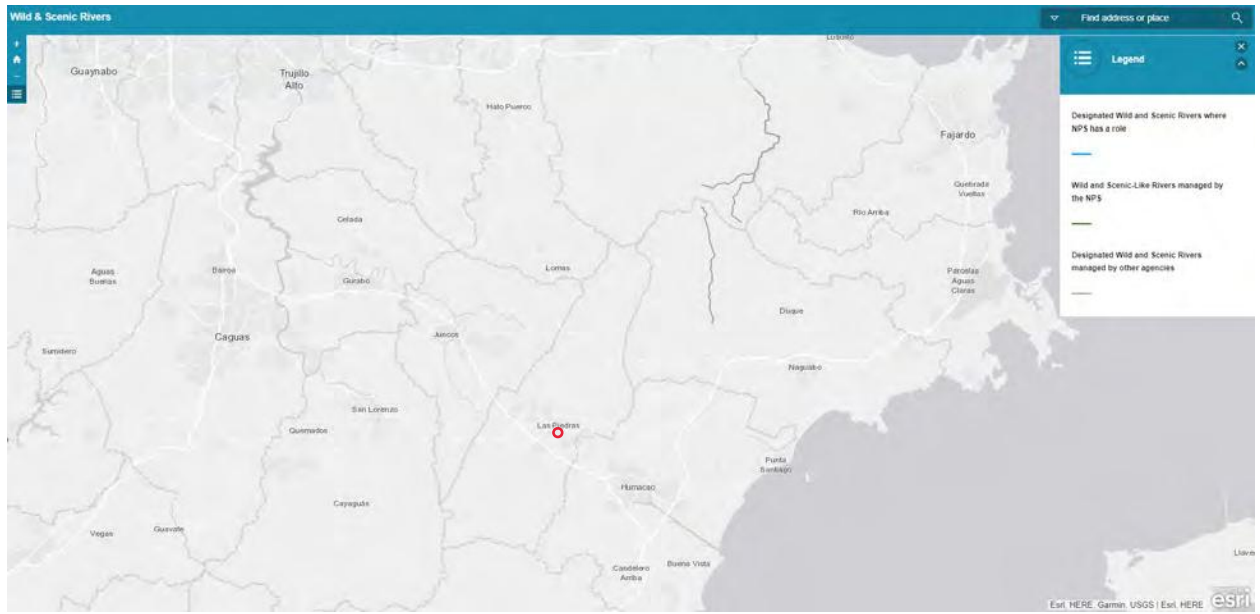 Wild & Scenic Rivers
Find address or place
Legend
Designated Wild and Scenic Rivers where
NPS has a role
Wild and Scenic-Like Rivers managed by
the NPS
Designated Wild and Scenic Rivers
managed by other agencies
Guaynabo
Trujillo
Alto
Hato Puerco
Fajardo
Quebrada
Vueltas
Celada
Rio Arriba
Aguas
Buenas
Bairoa
Gurabo
Lomas
Parcelas
Aguas
Claras
Duque
Caguas
Juncos
Sumidero
Naguabo
San Lorenzo
Quemados
Las Piedras
Punta
Santiago
Humacao
Cayaguás
Vegas
Guavate
Candelero
Arriba
Buena Vista
Esri, HERE, Garmin, USGS | Esri, HERE
esri